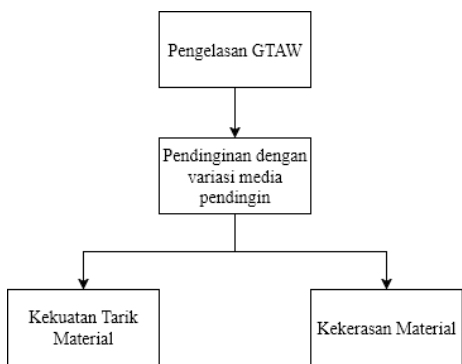 Pengelasan GTAW
Pendinginan dengan
variasi media
pendingin
Kekuatan Tarik
Material
Kekerasan Material